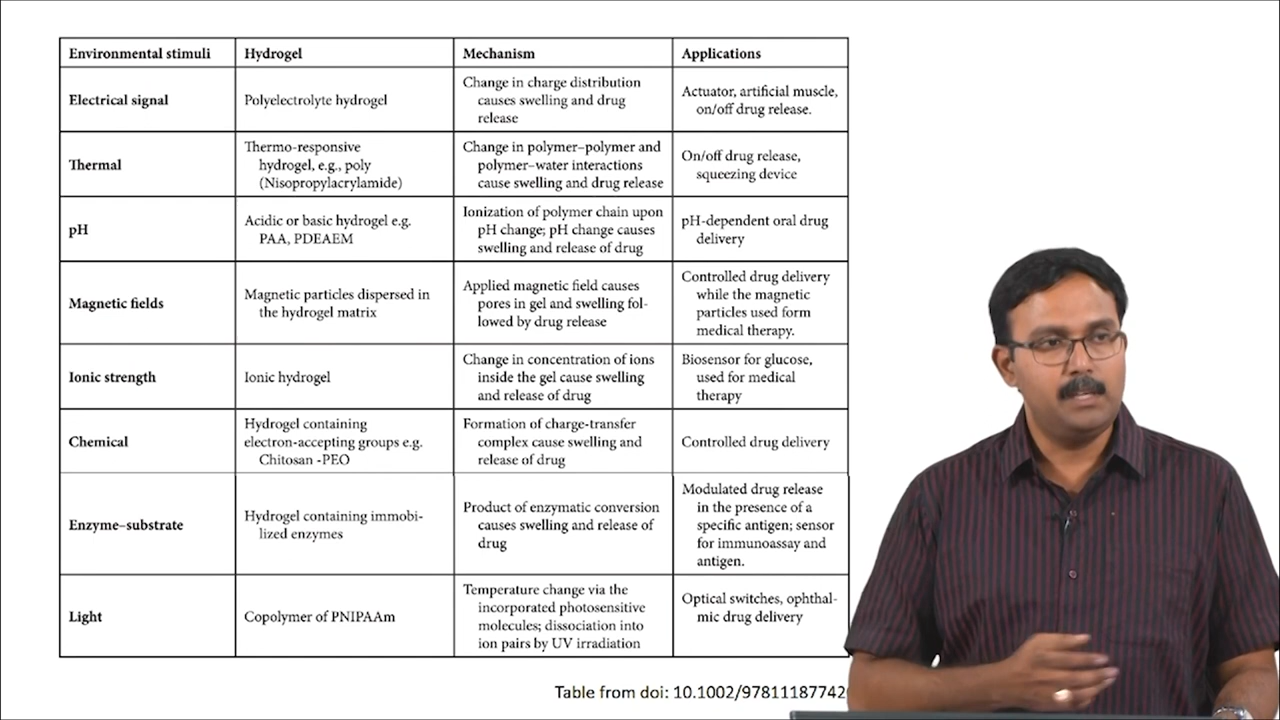 Environmental stimuli Hydrogel Mechanism Applications
Electrical signal
Polyelectrolyte hydrogel
Change in charge distribution
causes swelling and drug
release
Actuator, artificial muscle,
on/off drug release.
Thermal
Thermo-responsive
hydrogel, e.g., poly
(Nisopropylacrylamide)
Change in polymer–polymer and
polymer–water interactions
cause swelling and drug release
On/off drug release,
squeezing device
pH
Acidic or basic hydrogel e.g.
PAA, PDEAEM
Ionization of polymer chain upon
pH change; pH change causes
swelling and release of drug
pH-dependent oral drug
delivery
Magnetic fields
Magnetic particles dispersed in
the hydrogel matrix
Applied magnetic field causes
pores in gel and swelling fol-
lowed by drug release
Controlled drug delivery
while the magnetic
particles used form
medical therapy.
Ionic strength
Ionic hydrogel
Change in concentration of ions
inside the gel cause swelling
and release of drug
Biosensor for glucose,
used for medical
therapy
Chemical
Hydrogel containing
electron-accepting groups e.g.
Chitosan -PEO
Formation of charge-transfer
complex cause swelling and
release of drug
Controlled drug delivery
Enzyme–substrate
Hydrogel containing immobi-
lized enzymes
Product of enzymatic conversion
causes swelling and release of
drug
Modulated drug release
in the presence of a
specific antigen; sensor
for immunoassay and
antigen.
Light
Copolymer of PNIPAAm
Temperature change via the
incorporated photosensitive
molecules; dissociation into
ion pairs by UV irradiation
Optical switches, ophthal-
mic drug delivery
Table from doi: 10.1002/97811187742